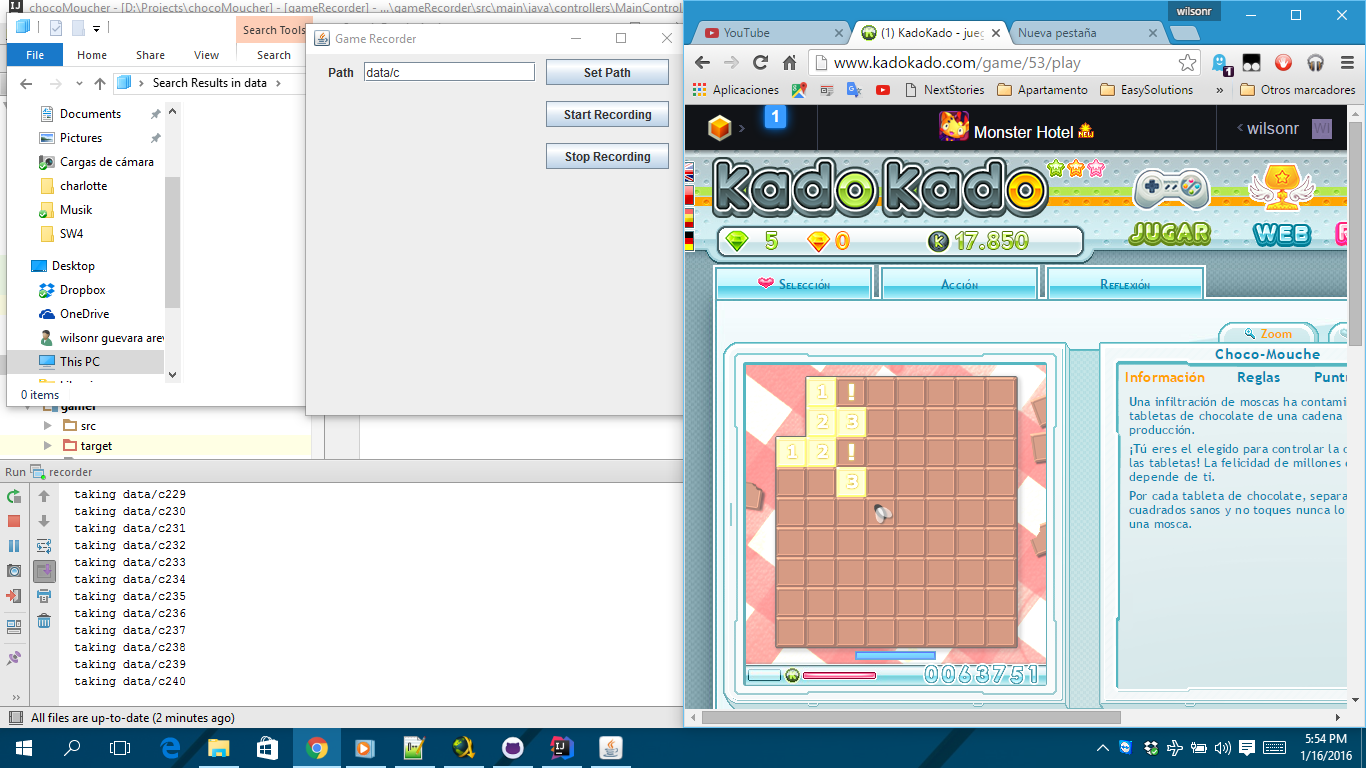 chocoMoucher - [D:\Projects\chocoMoucher] - [gameRecorder] - ...\gameRecorder\src\main\java\controllers\MainControl
Search Tools
File Home Share View Search
Search Results in data
Documents
Pictures
Cargas de cámara
charlotte
Musik
SW4
Desktop
Dropbox
OneDrive
wilsonr guevara arev
This PC
0 items
Game Recorder
Path data/c Set Path
Start Recording
Stop Recording
gamer
src
target
Run recorder
taking data/c229
taking data/c230
taking data/c231
taking data/c232
taking data/c233
taking data/c234
taking data/c235
taking data/c236
taking data/c237
taking data/c238
taking data/c239
taking data/c240
All files are up-to-date (2 minutes ago)
wilsonr
YouTube (1) KadoKado - jueg Nueva pestaña
www.kadokado.com/game/53/play
1
Aplicaciones NextStories Apartamento EasySolutions » Otros marcadores
1 Monster Hotel NEW wilsonr WI
KadoKado
5 0 K 17.850
JUGAR WEB
Selección Acción Reflexión
Zoom
Choco-Mouche
Información Reglas Puntu
Una infiltración de moscas ha contami
tabletas de chocolate de una cadena
producción.
¡Tú eres el elegido para controlar la c
las tabletas! La felicidad de millones
depende de ti.
Por cada tableta de chocolate, separa
cuadrados sanos y no toques nunca lo
una mosca.
1 !
2 3
1 2 !
3
0063751
5:54 PM
1/16/2016